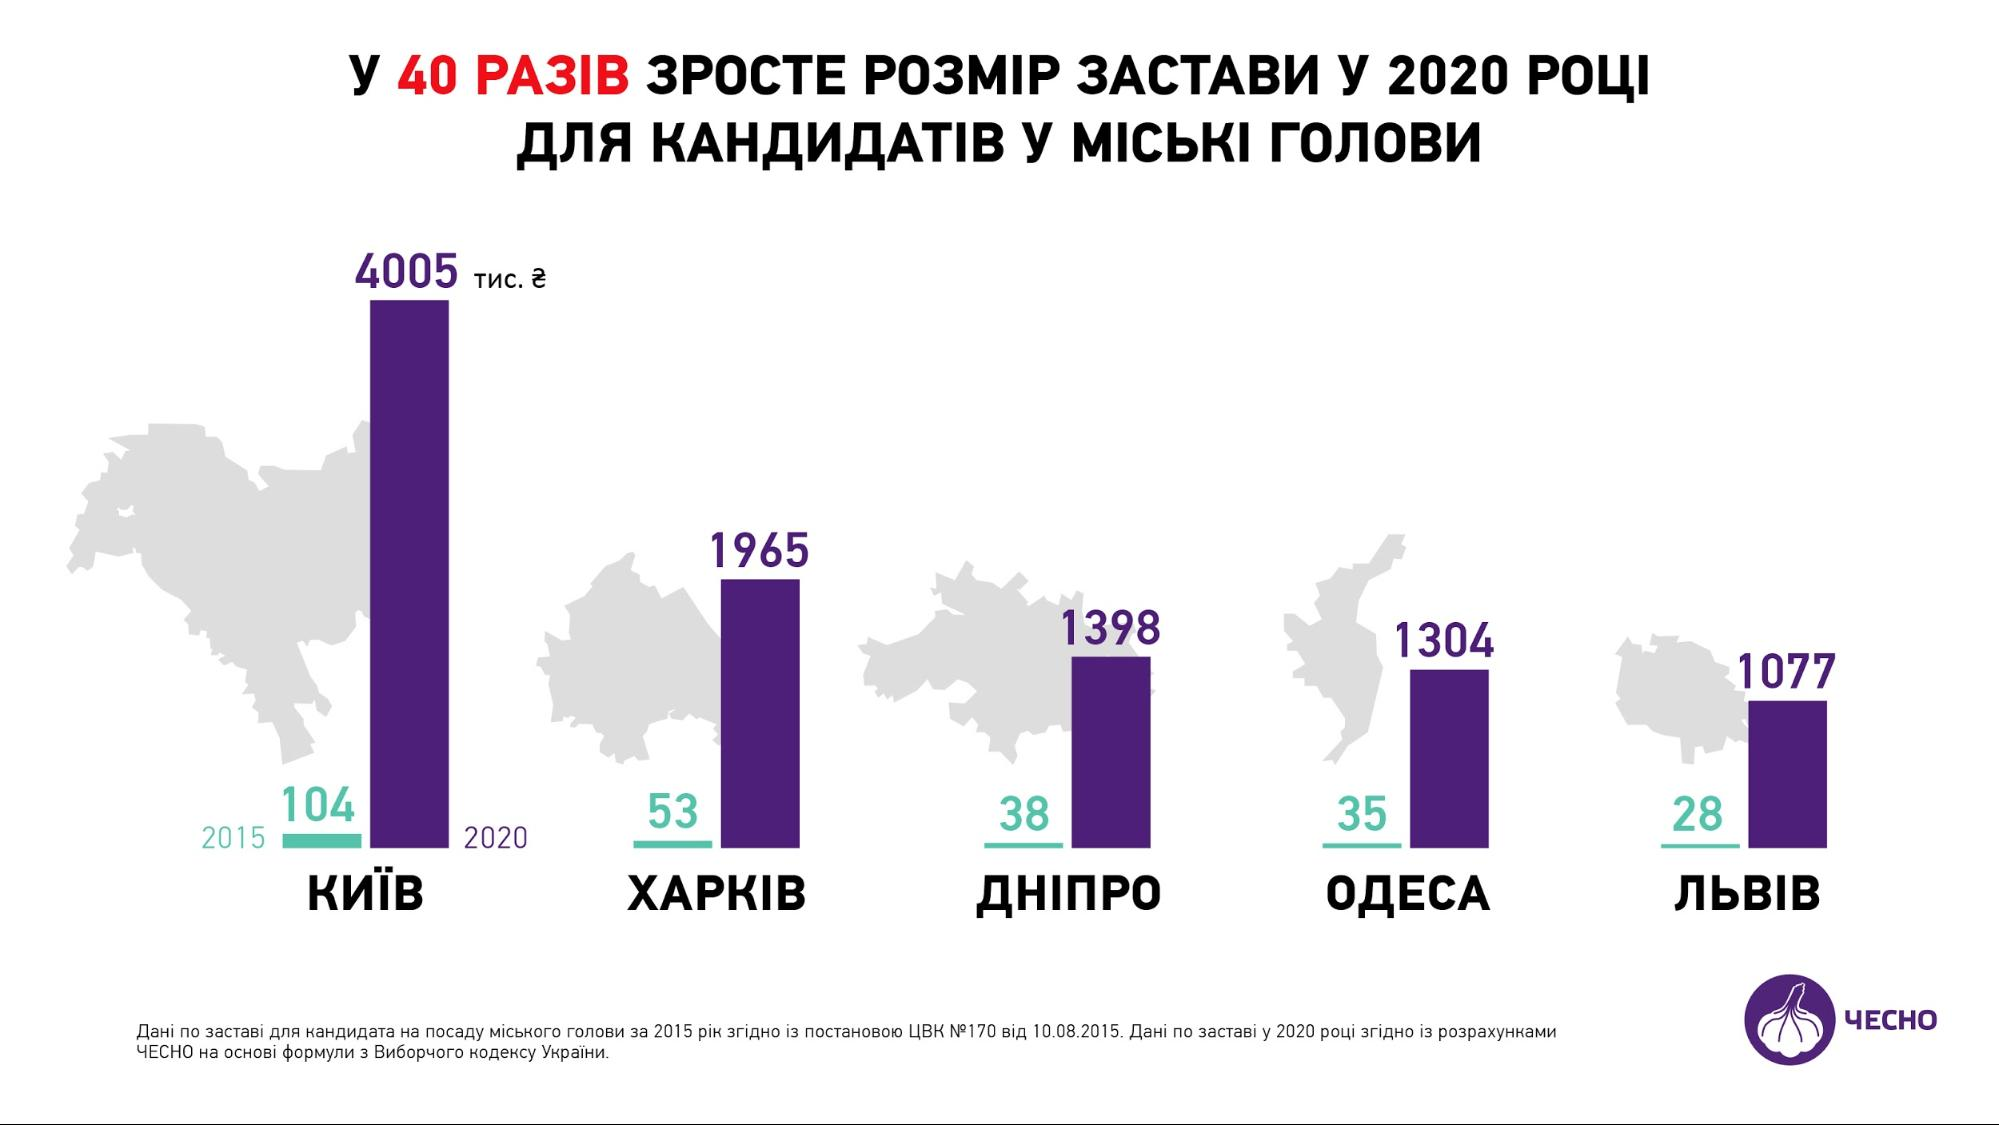 У 40 РАЗІВ ЗРОСТЕ РОЗМІР ЗАСТАВИ У 2020 РОЦІ
ДЛЯ КАНДИДАТІВ У МІСЬКІ ГОЛОВИ
4005 тис. ₴
1965
1398
1304
1077
104
53
38
35
28
2015
2020
КИЇВ
ХАРКІВ
ДНІПРО
ОДЕСА
ЛЬВІВ
Дані по заставі для кандидата на посаду міського голови за 2015 рік згідно із постановою ЦВК №170 від 10.08.2015. Дані по заставі у 2020 році згідно із розрахунками
ЧЕСНО на основі формули з Виборчого кодексу України.
ЧЕСНО